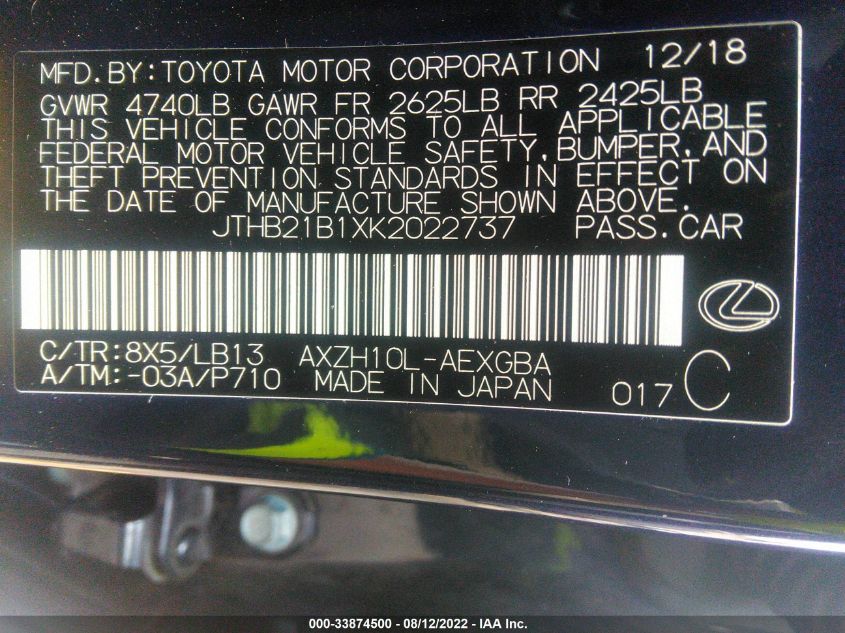 MFD.BY:TOYOTA MOTOR CORPORATION 12/18
GVWR 4740LB GAWR FR 2625LB RR 2425LB
THIS VEHICLE CONFORMS TO ALL APPLICABLE
FEDERAL MOTOR VEHICLE SAFETY,BUMPER,AND
THEFT PREVENTION STANDARDS IN EFFECT ON
THE DATE OF MANUFACTURE SHOWN ABOVE.
JTHB21B1XK2022737 PASS.CAR
C/TR:8X5/LB13 AXZH10L-AEXGBA
A/TM:-03A/P710 MADE IN JAPAN 017 C
000-33874500 - 08/12/2022 - IAA Inc.